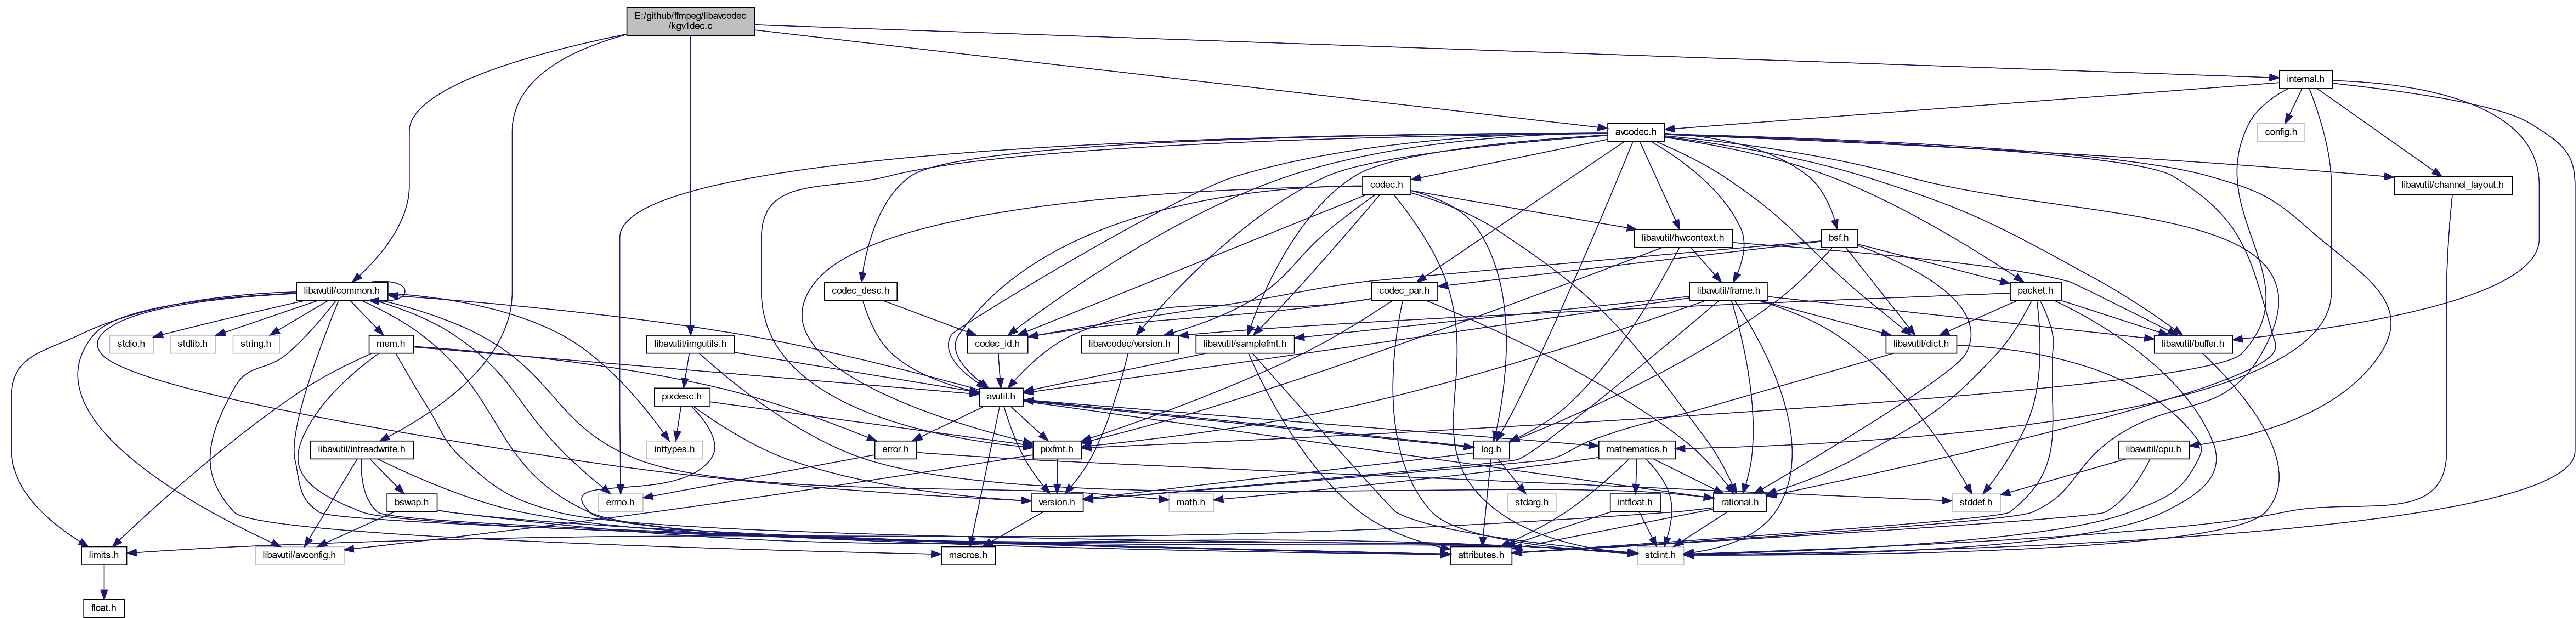 E:/github/ffmpeg/libavcodec
/kgv1dec.c
internal.h
avcodec.h
config.h
codec.h
libavutil/channel_layout.h
libavutil/hwcontext.h
bsf.h
libavutil/common.h
codec_desc.h
codec_par.h
libavutil/frame.h
packet.h
stdio.h
stdlib.h
string.h
mem.h
libavutil/imgutils.h
codec_id.h
libavcodec/version.h
libavutil/samplefmt.h
libavutil/dict.h
libavutil/buffer.h
pixdesc.h
avutil.h
libavutil/intreadwrite.h
inttypes.h
error.h
pixfmt.h
log.h
mathematics.h
libavutil/cpu.h
bswap.h
errno.h
version.h
math.h
stdarg.h
intfloat.h
rational.h
stddef.h
limits.h
libavutil/avconfig.h
macros.h
attributes.h
stdint.h
float.h